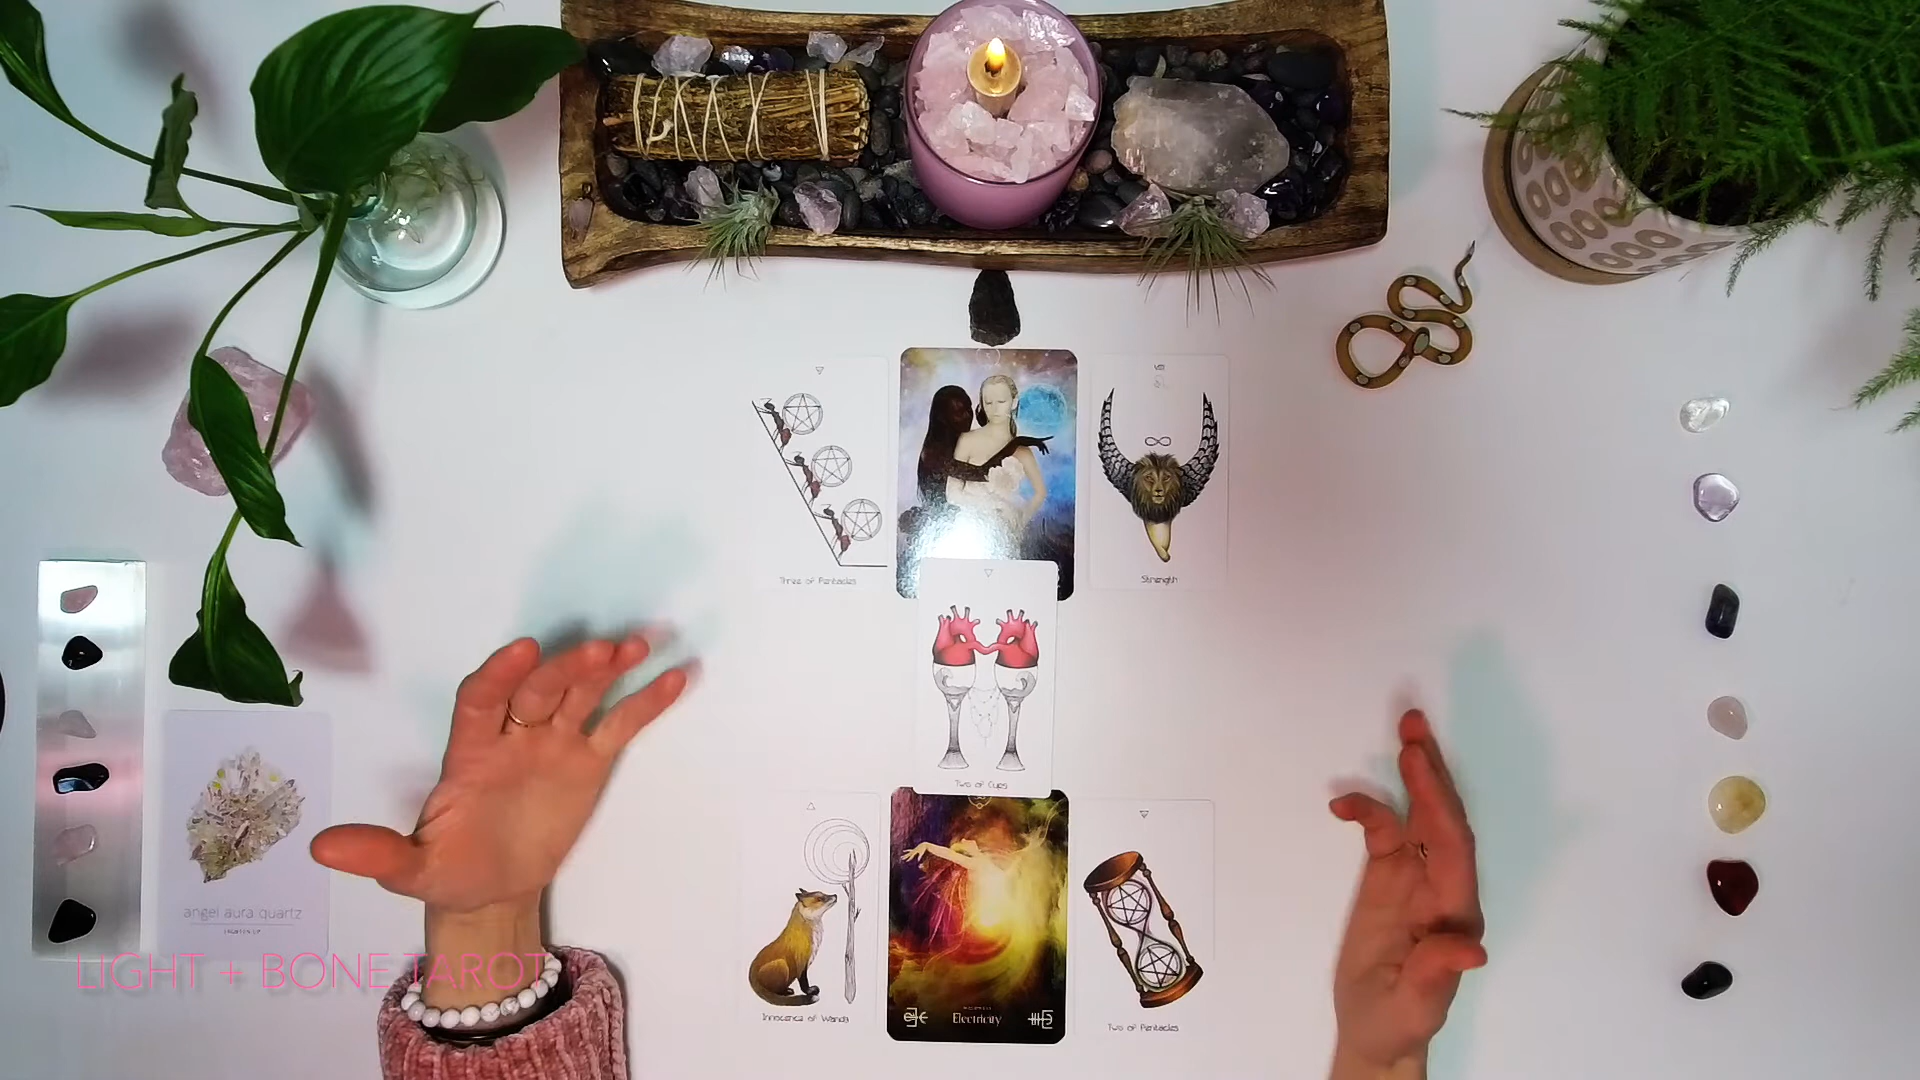 VIII
Three of Pentacles
Strength
Two of Cups
angel aura quartz
LIGHT + BONE TAROT
Innocence of Wands
Electricity
Two of Pentacles